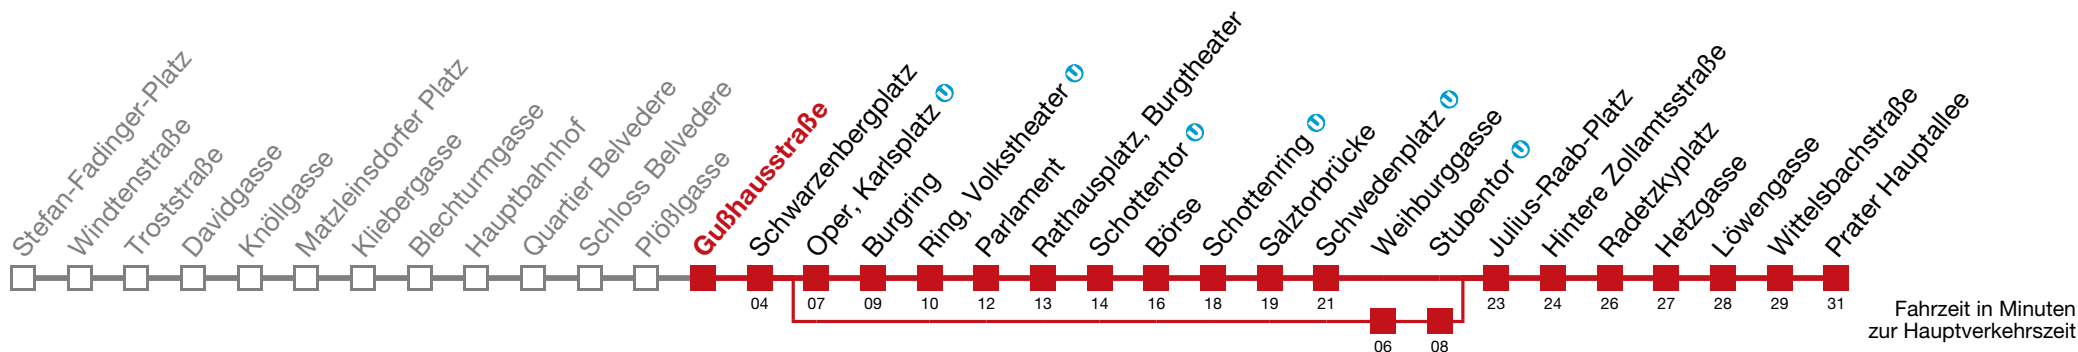 Stefan-Fadinger-Platz
Windtenstraße
Troststraße
Davidgasse
Knöllgasse
Matzleinsdorfer Platz
Kliebergasse
Blechturmgasse
Hauptbahnhof
Quartier Belvedere
Schloss Belvedere
Plößlgasse
Gußhausstraße
Schwarzenbergplatz
Oper, Karlsplatz U
Burgring
Ring, Volkstheater U
Parlament
Rathausplatz, Burgtheater
Schottentor U
Börse
Schottenring U
Salztorbrücke
Schwedenplatz U
Weihburggasse
Stubentor U
Julius-Raab-Platz
Hintere Zollamtsstraße
Radetzkyplatz
Hetzgasse
Löwengasse
Wittelsbachstraße
Prater Hauptallee
04 07 09 10 12 13 14 16 18 19 21 23 24 26 27 28 29 31
06 08
Fahrzeit in Minuten
zur Hauptverkehrszeit